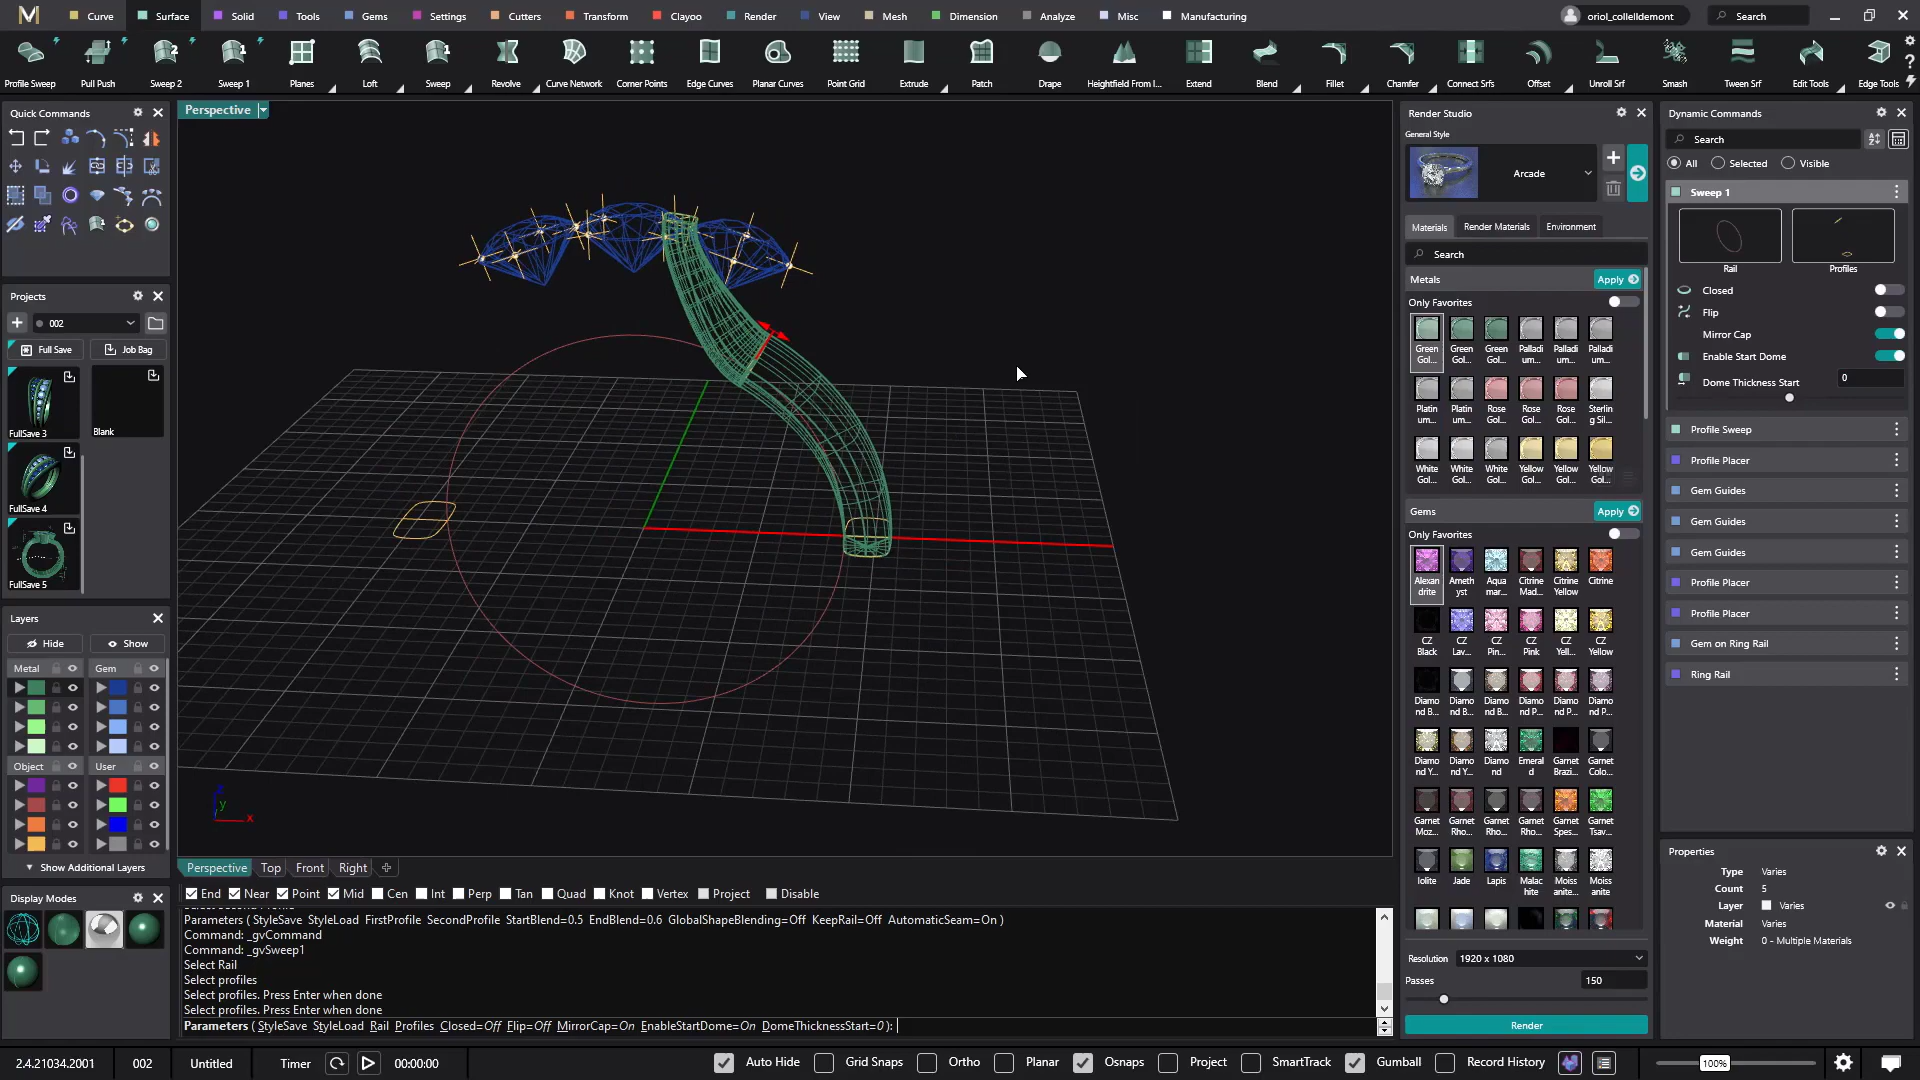 Curve Surface Solid Tools Gems Settings Cutters Transform Clayoo Render View Mesh Dimension Analyze Misc Manufacturing oriol_collelldemont Search
Profile Sweep Pull Push Sweep 2 Sweep 1 Planes Loft Sweep Revolve Curve Network Corner Points Edge Curves Planar Curves Point Grid Extrude Patch Drape Heightfield From I... Extend Blend Fillet Chamfer Connect Srfs Offset Unroll Srf Smash Tween Srf Edit Tools Edge Tools
Quick Commands
Projects
002
Full Save Job Bag
FullSave 3 Blank
FullSave 4
FullSave 5
Layers
Hide Show
Metal Gem
Object User
Show Additional Layers
Display Modes
Perspective
z
y
x
Perspective Top Front Right
End Near Point Mid Cen Int Perp Tan Quad Knot Vertex Project Disable
Parameters ( StyleSave StyleLoad FirstProfile SecondProfile StartBlend=0.5 EndBlend=0.6 GlobalShapeBlending=Off KeepRail=Off AutomaticSeam=On )
Command: _gvCommand
Command: _gvSweep1
Select Rail
Select profiles
Select profiles. Press Enter when done
Select profiles. Press Enter when done
Parameters ( StyleSave StyleLoad Rail Profiles Closed=Off Flip=Off MirrorCap=On EnableStartDome=On DomeThicknessStart=0 ):
Render Studio
General Style
Arcade
Materials Render Materials Environment
Search
Metals Apply
Only Favorites
Green Gol... Green Gol... Green Gol... Palladi um... Palladi um... Palladi um...
Platin um... Platin um... Rose Gol... Rose Gol... Rose Gol... Sterlin g Sil...
White Gol... White Gol... White Gol... Yellow Gol... Yellow Gol... Yellow Gol...
Gems Apply
Only Favorites
Alexan drite Ameth yst Aqua mar... Citrine Mad... Citrine Yellow Citrine
CZ Black CZ Lav... CZ Pin... CZ Pink CZ Yell... CZ Yellow
Diamo nd B... Diamo nd B... Diamo nd B... Diamo nd P... Diamo nd P... Diamo nd P...
Diamo nd Y... Diamo nd Y... Diamo nd Emeral d Garnet Brazi... Garnet Colo...
Garnet Moz... Garnet Rho... Garnet Rho... Garnet Rho... Garnet Spes... Garnet Tsav...
Iolite Jade Lapis Malac hite Moiss anite... Moiss anite
Resolution 1920 x 1080
Passes 150
Render
Dynamic Commands
Search
All Selected Visible
Sweep 1
Rail Profiles
Closed
Flip
Mirror Cap
Enable Start Dome
Dome Thickness Start 0
Profile Sweep
Profile Placer
Gem Guides
Gem Guides
Gem Guides
Profile Placer
Profile Placer
Gem on Ring Rail
Ring Rail
Properties
Type Varies
Count 5
Layer Varies
Material Varies
Weight 0 - Multiple Materials
2.4.21034.2001 002 Untitled Timer 00:00:00 Auto Hide Grid Snaps Ortho Planar Osnaps Project SmartTrack Gumball Record History 100%